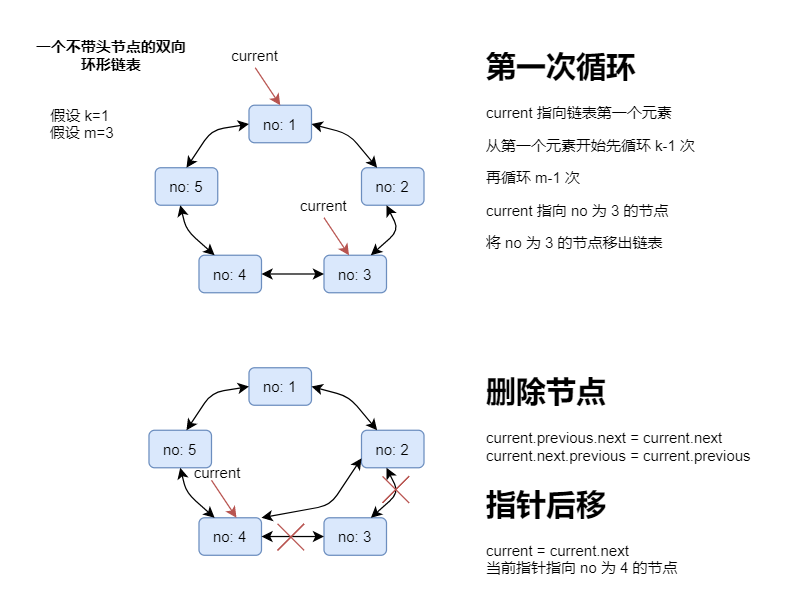 一个不带头节点的双向
环形链表
假设 k=1
假设 m=3
current
no: 1
no: 5
no: 2
current
no: 4
no: 3
第一次循环
current 指向链表第一个元素
从第一个元素开始先循环 k-1 次
再循环 m-1 次
current 指向 no 为 3 的节点
将 no 为 3 的节点移出链表
no: 1
no: 5
no: 2
current
no: 4
no: 3
删除节点
current.previous.next = current.next
current.next.previous = current.previous
指针后移
current = current.next
当前指针指向 no 为 4 的节点